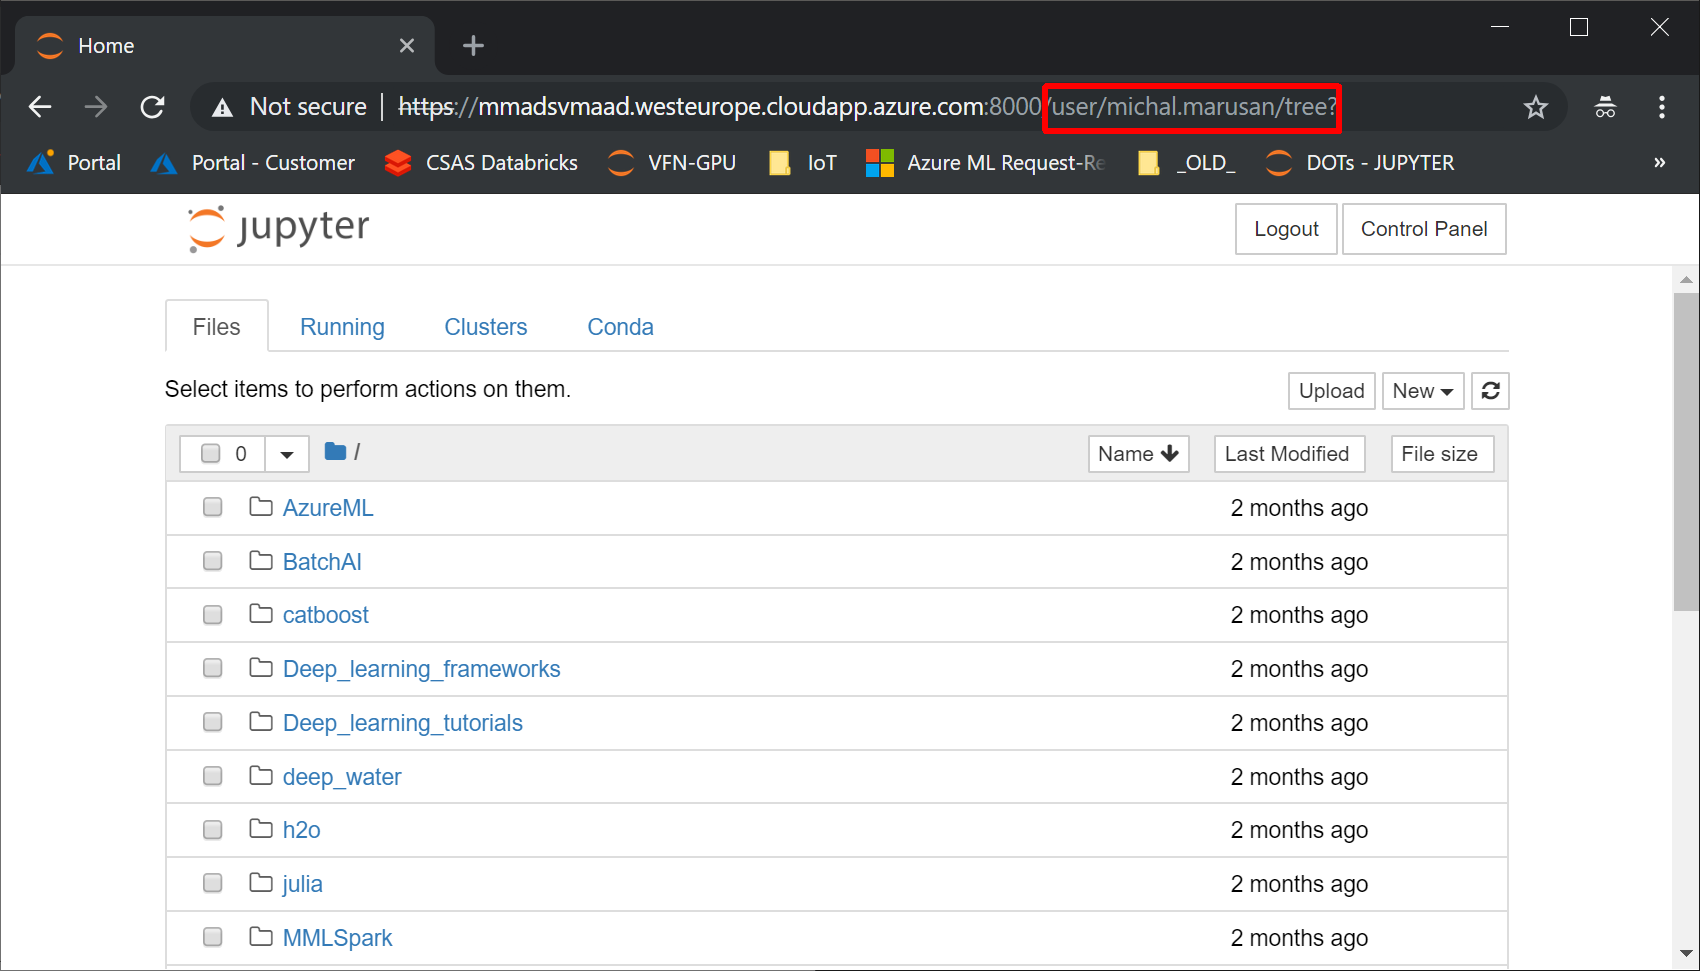 Home
Not secure https://mmadsvmaad.westeurope.cloudapp.azure.com:8000/user/michal.marusan/tree?
Portal Portal - Customer CSAS Databricks VFN-GPU IoT Azure ML Request-Re _OLD_ DOTs - JUPYTER »
jupyter Logout Control Panel
Files Running Clusters Conda
Select items to perform actions on them. Upload New
0 / Name Last Modified File size
AzureML 2 months ago
BatchAI 2 months ago
catboost 2 months ago
Deep_learning_frameworks 2 months ago
Deep_learning_tutorials 2 months ago
deep_water 2 months ago
h2o 2 months ago
julia 2 months ago
MMLSpark 2 months ago